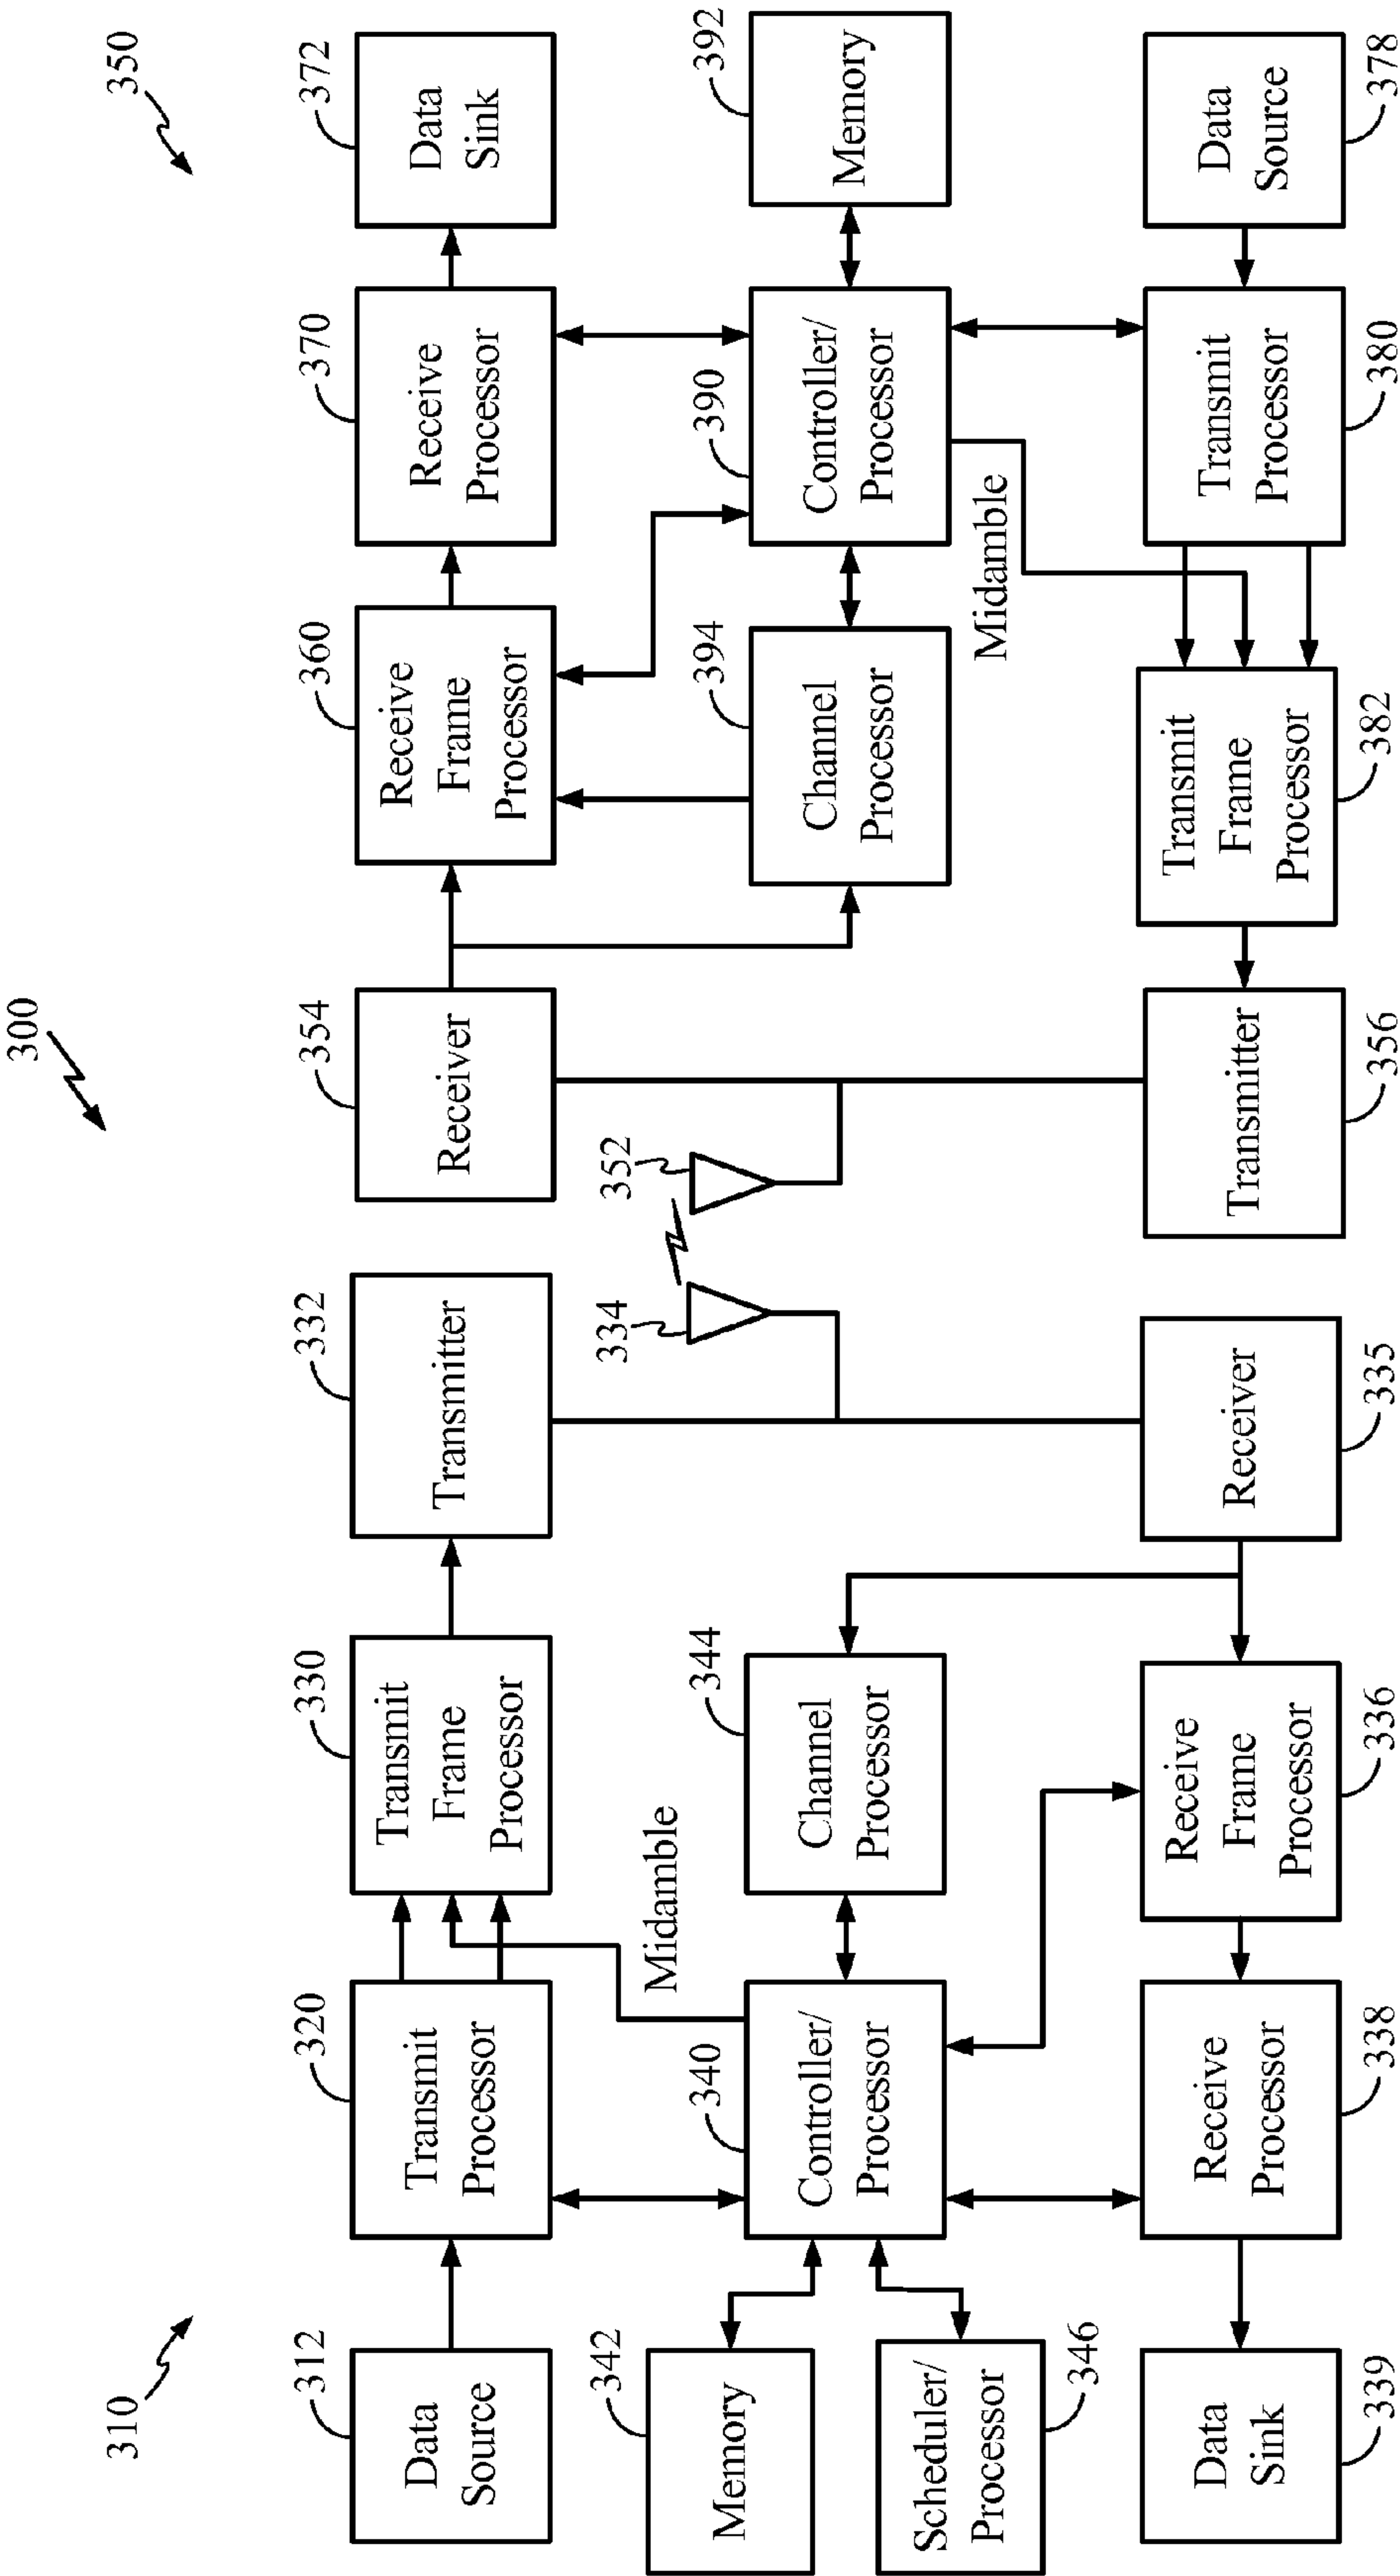 300
310
350
312
Data
Source
320
Transmit
Processor
330
Transmit
Frame
Processor
332
Transmitter
354
Receiver
360
Receive
Frame
Processor
370
Receive
Processor
372
Data
Sink
Midamble
334
352
342
Memory
340
Controller/
Processor
344
Channel
Processor
394
Channel
Processor
390
Controller/
Processor
392
Memory
Scheduler/
Processor
346
Midamble
Data
Sink
339
Receive
Processor
338
Receive
Frame
Processor
336
Receiver
335
Transmitter
356
Transmit
Frame
Processor
382
Transmit
Processor
380
Data
Source
378